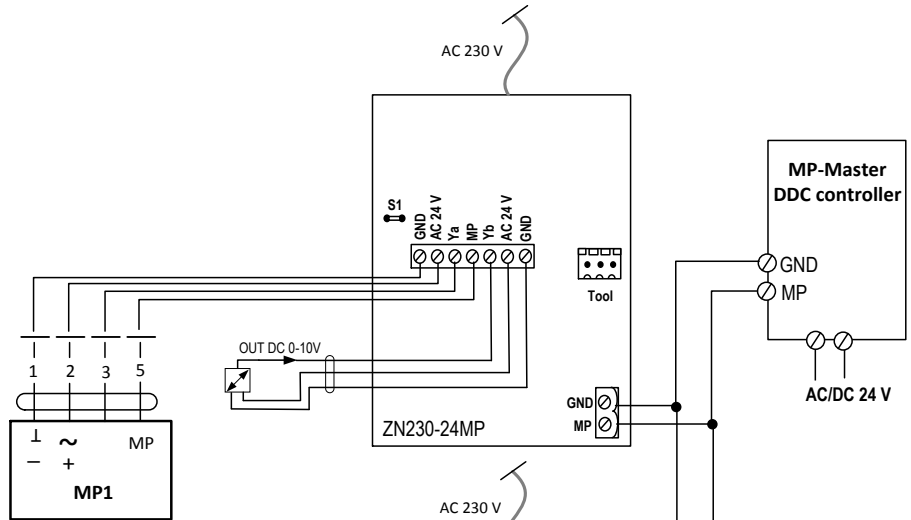 AC 230 V
MP-Master
DDC controller
S1
GND
AC 24 V
Ya
MP
Yb
AC 24 V
GND
GND
MP
Tool
OUT DC 0-10V
1 2 3 5
AC/DC 24 V
GND
MP
ZN230-24MP
⊥ ~ MP
– +
MP1
AC 230 V